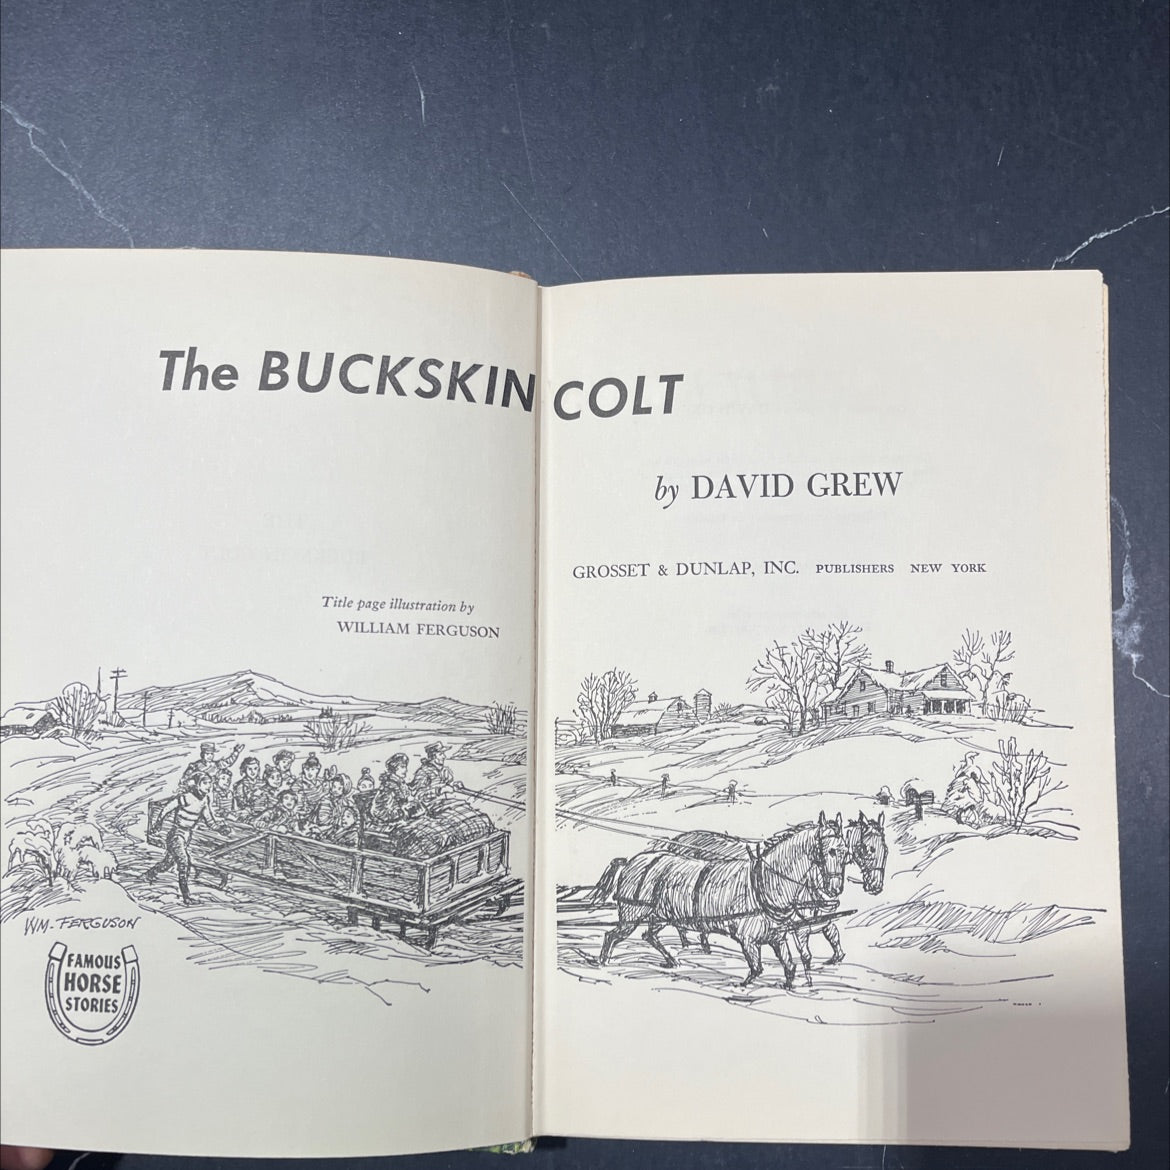 The BUCKSKIN COLT
by DAVID GREW
GROSSET & DUNLAP, INC. PUBLISHERS NEW YORK
Title page illustration by
WILLIAM FERGUSON
WM. FERGUSON
FAMOUS
HORSE
STORIES